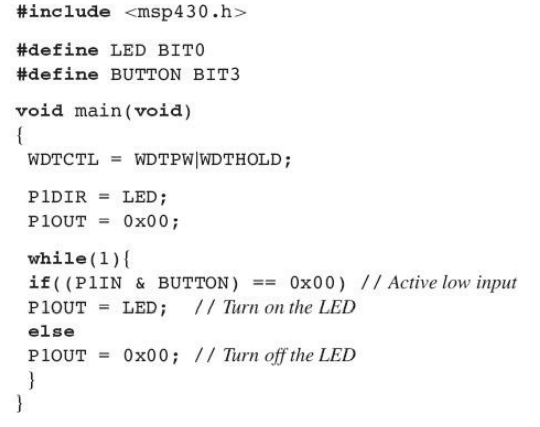 #include <msp430.h>
#define LED BIT0
#define BUTTON BIT3
void main(void)
{
WDTCTL = WDTPW|WDTHOLD;
P1DIR = LED;
P1OUT = 0x00;
while(1){
if((P1IN & BUTTON) == 0x00) // Active low input
P1OUT = LED; // Turn on the LED
else
P1OUT = 0x00; // Turn off the LED
}
}